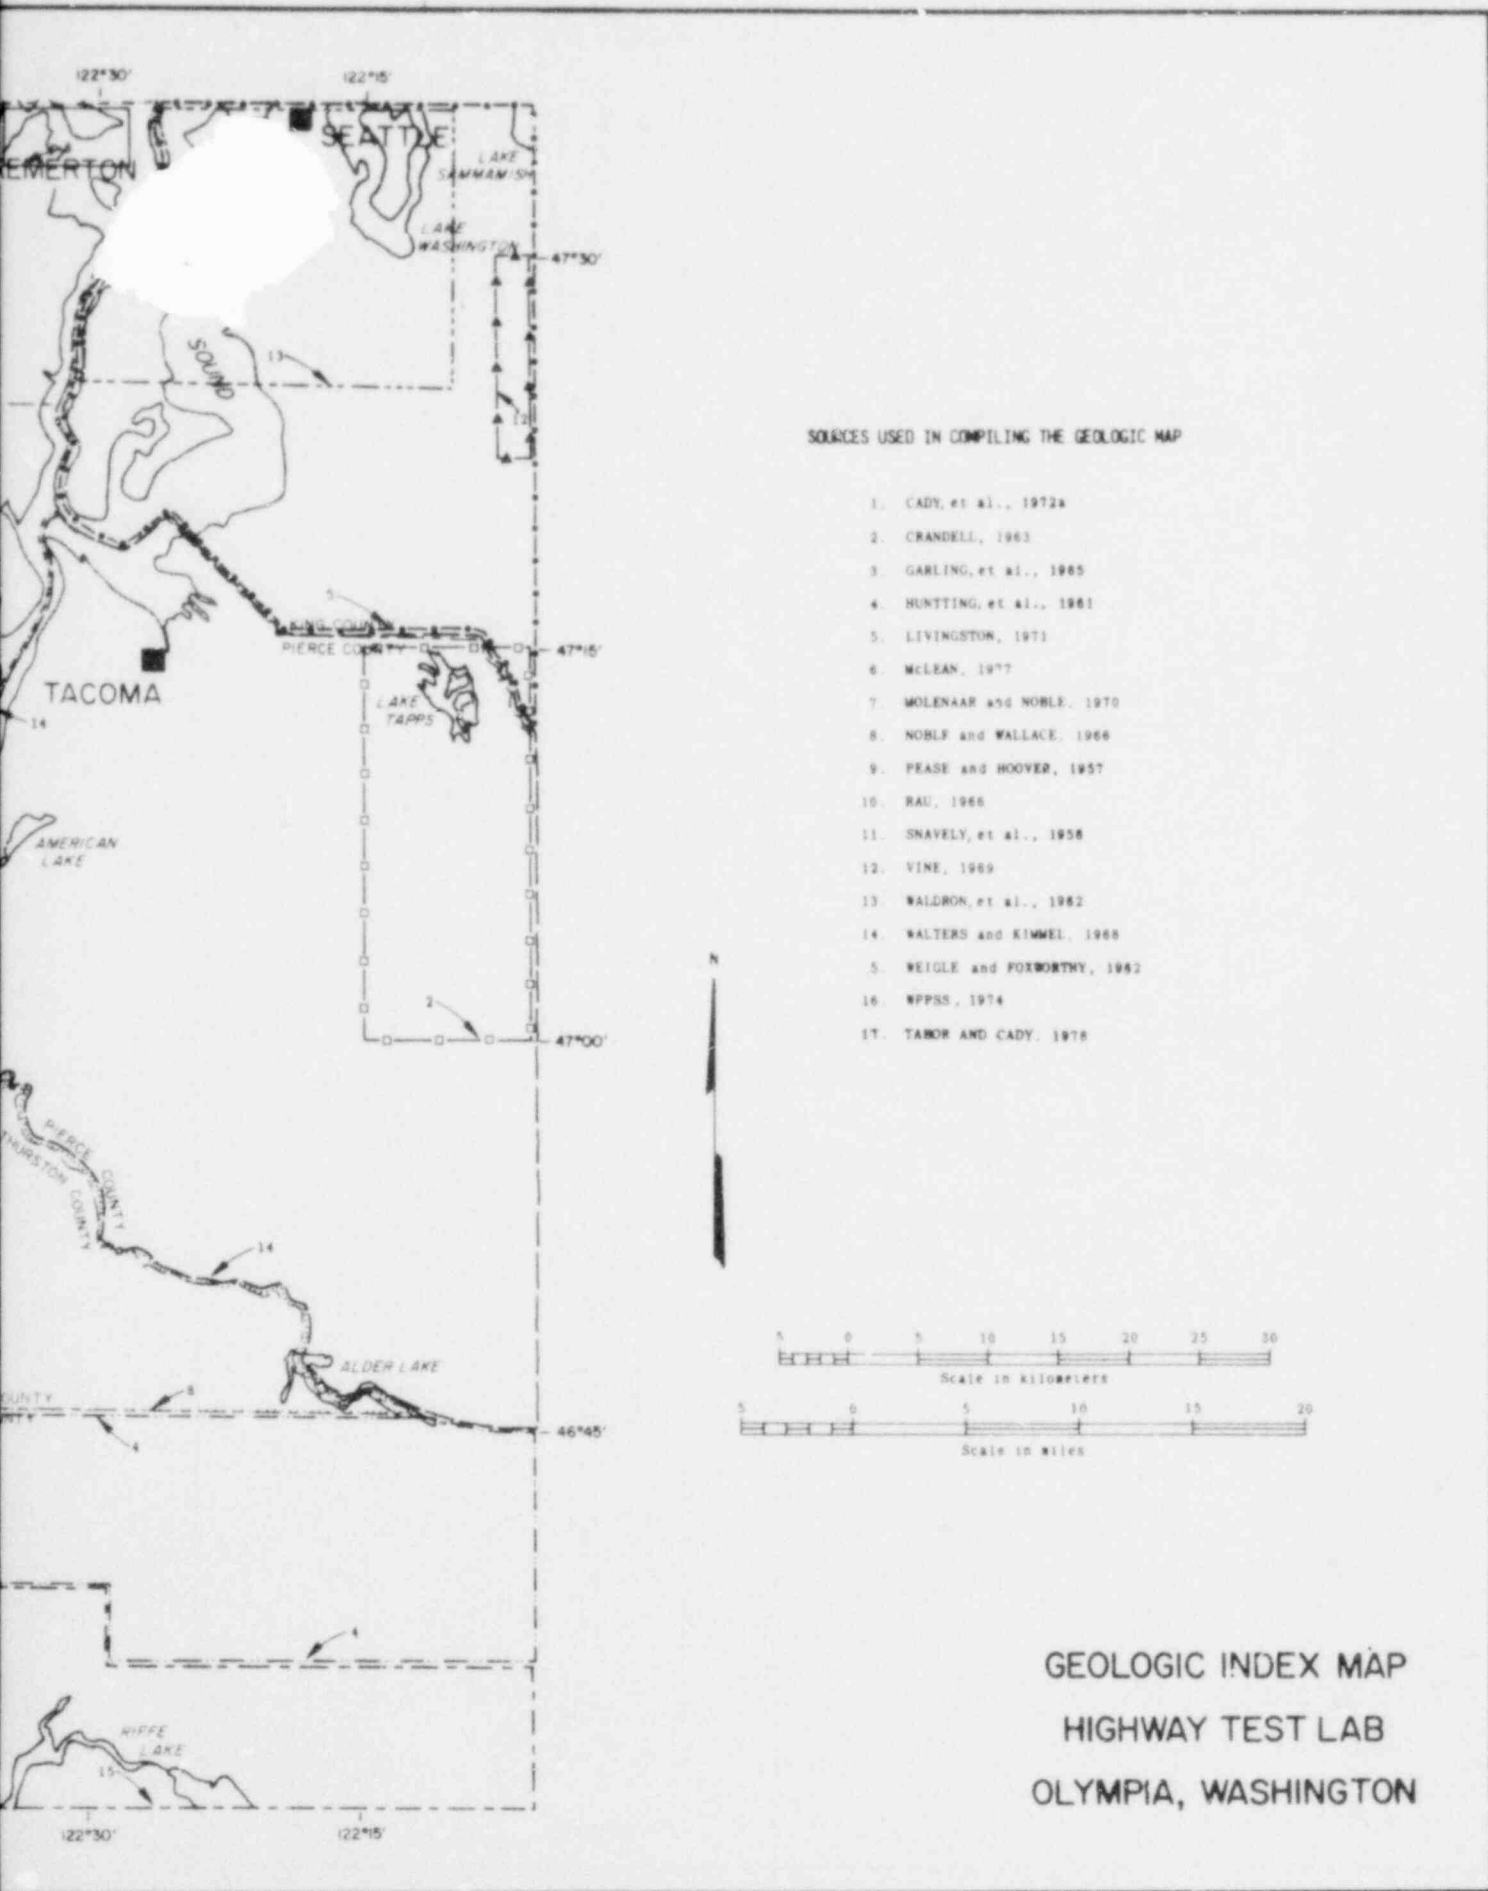 122°30'
122°15'
SEATTLE
EMERTON
LAKE
SAMMAMISH
LAKE
WASHINGTON
47°30'
SOUND
13
12
SOURCES USED IN COMPILING THE GEOLOGIC MAP
1. CADY, et al., 1972a
2. CRANDELL, 1963
3. GARLING, et al., 1965
4. HUNTTING, et al., 1961
5. LIVINGSTON, 1971
6. McLEAN, 1977
7. MOLENAAR and NOBLE, 1970
8. NOBLE and WALLACE, 1966
9. PEASE and HOOVER, 1957
10. RAU, 1966
11. SNAVELY, et al., 1958
12. VINE, 1969
13. WALDRON, et al., 1962
14. WALTERS and KIMMEL, 1968
5. WEIGLE and FOXWORTHY, 1962
16. WPPSS, 1974
17. TABOR AND CADY, 1978
5
KING COUNTY
PIERCE COUNTY
47°15'
TACOMA
LAKE
TAPPS
14
AMERICAN
LAKE
N
2
47°00'
PIERCE COUNTY
THURSTON COUNTY
14
ALDER LAKE
5 0 5 10 15 20 25 30
Scale in kilometers
OUNTY
8
5 0 5 10 15 20
Scale in miles
4
46°45'
4
RIFFE
LAKE
15
122°30'
122°15'
GEOLOGIC INDEX MAP
HIGHWAY TEST LAB
OLYMPIA, WASHINGTON